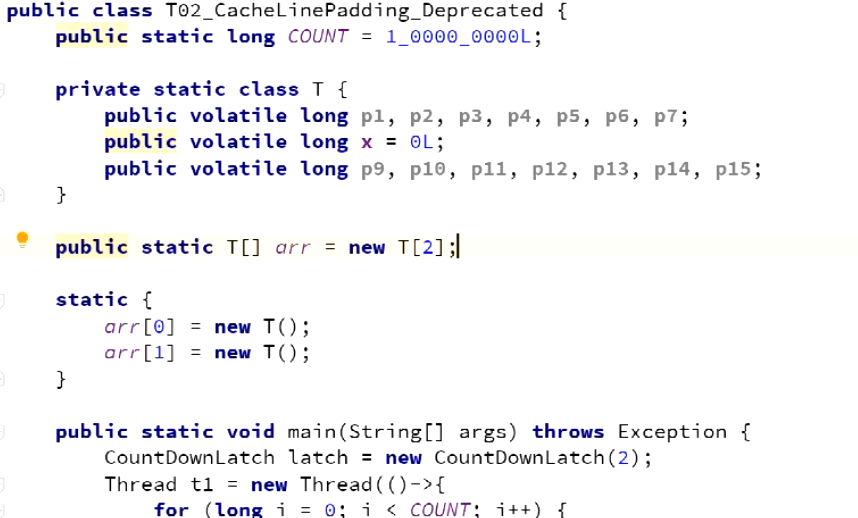 public class T02_CacheLinePadding_Deprecated {
public static long COUNT = 1_0000_0000L;
private static class T {
public volatile long p1, p2, p3, p4, p5, p6, p7;
public volatile long x = 0L;
public volatile long p9, p10, p11, p12, p13, p14, p15;
}
public static T[] arr = new T[2];
static {
arr[0] = new T();
arr[1] = new T();
}
public static void main(String[] args) throws Exception {
CountDownLatch latch = new CountDownLatch(2);
Thread t1 = new Thread(()->{
for (long i = 0; i < COUNT; i++) {